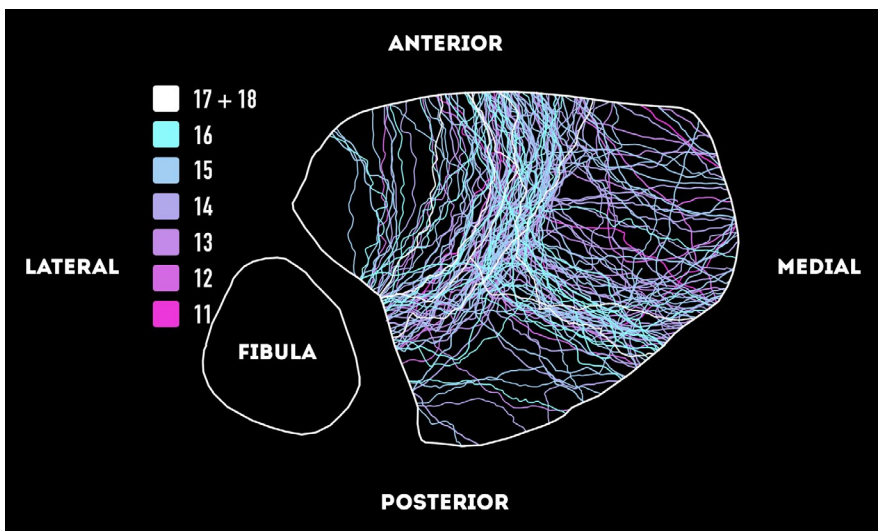 ANTERIOR
17 + 18
16
15
14
13
12
11
LATERAL
MEDIAL
FIBULA
POSTERIOR